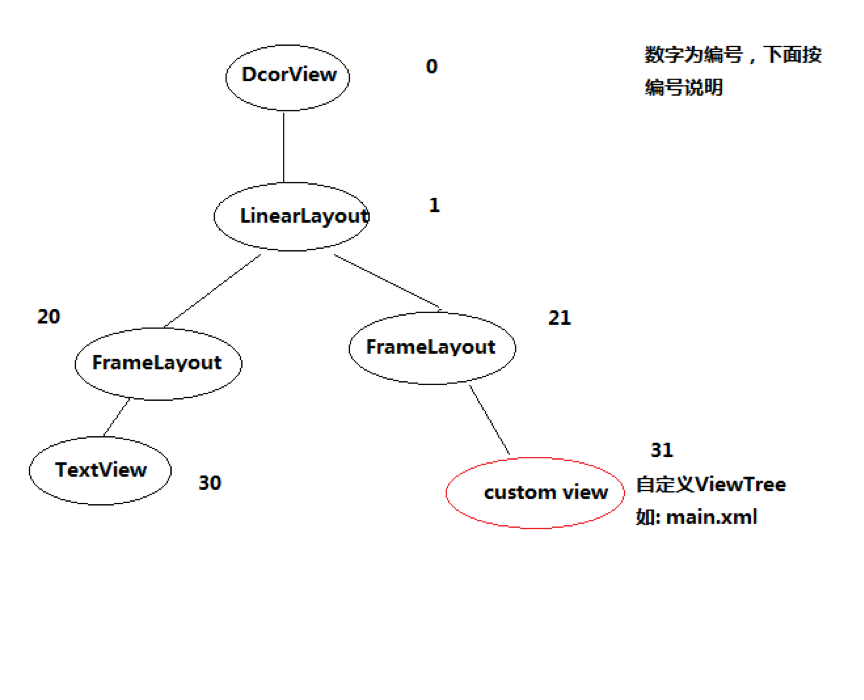 DcorView
0
数字为编号，下面按
编号说明
LinearLayout
1
20
21
FrameLayout
FrameLayout
TextView
30
31
custom view
自定义ViewTree
如: main.xml